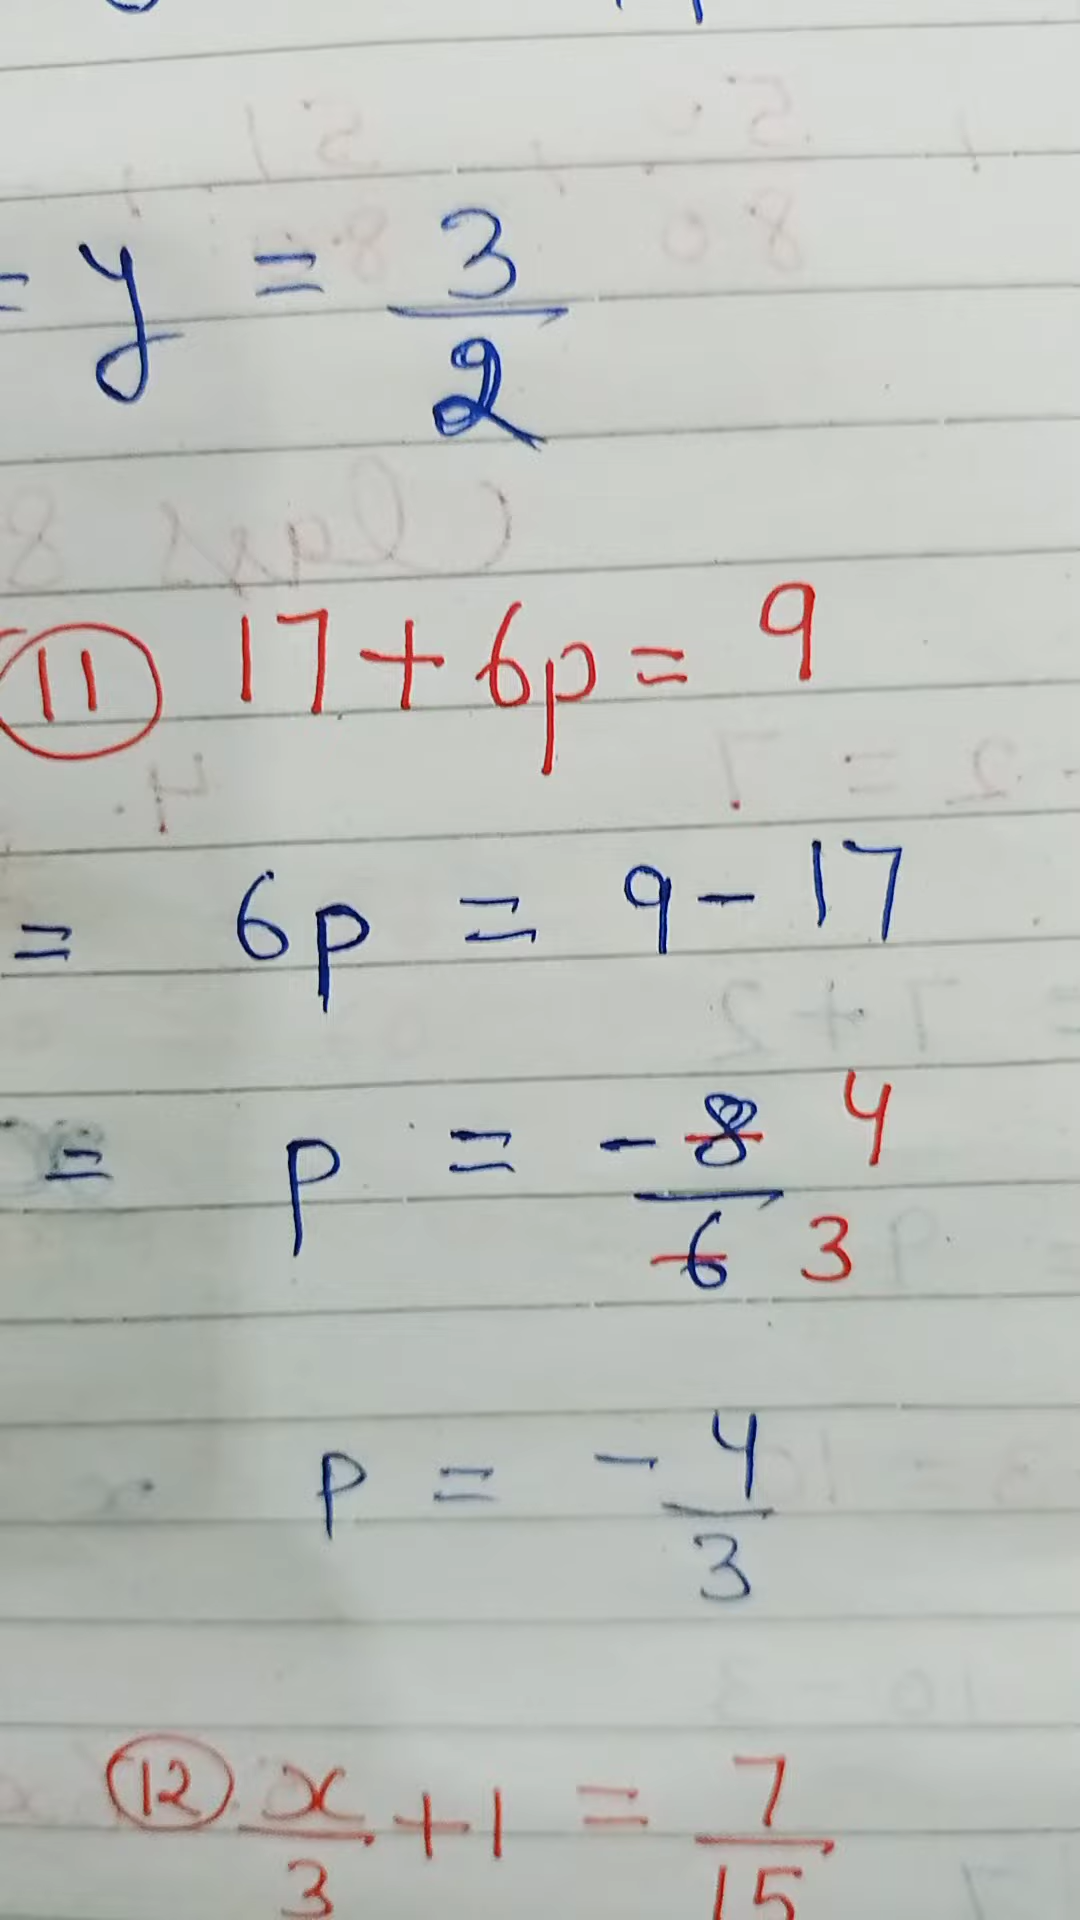 = y = 3/2
(11) 17 + 6p = 9
= 6p = 9 - 17
= p = - 8/6 4/3
p = - 4/3
(12) x/3 + 1 = 7/15